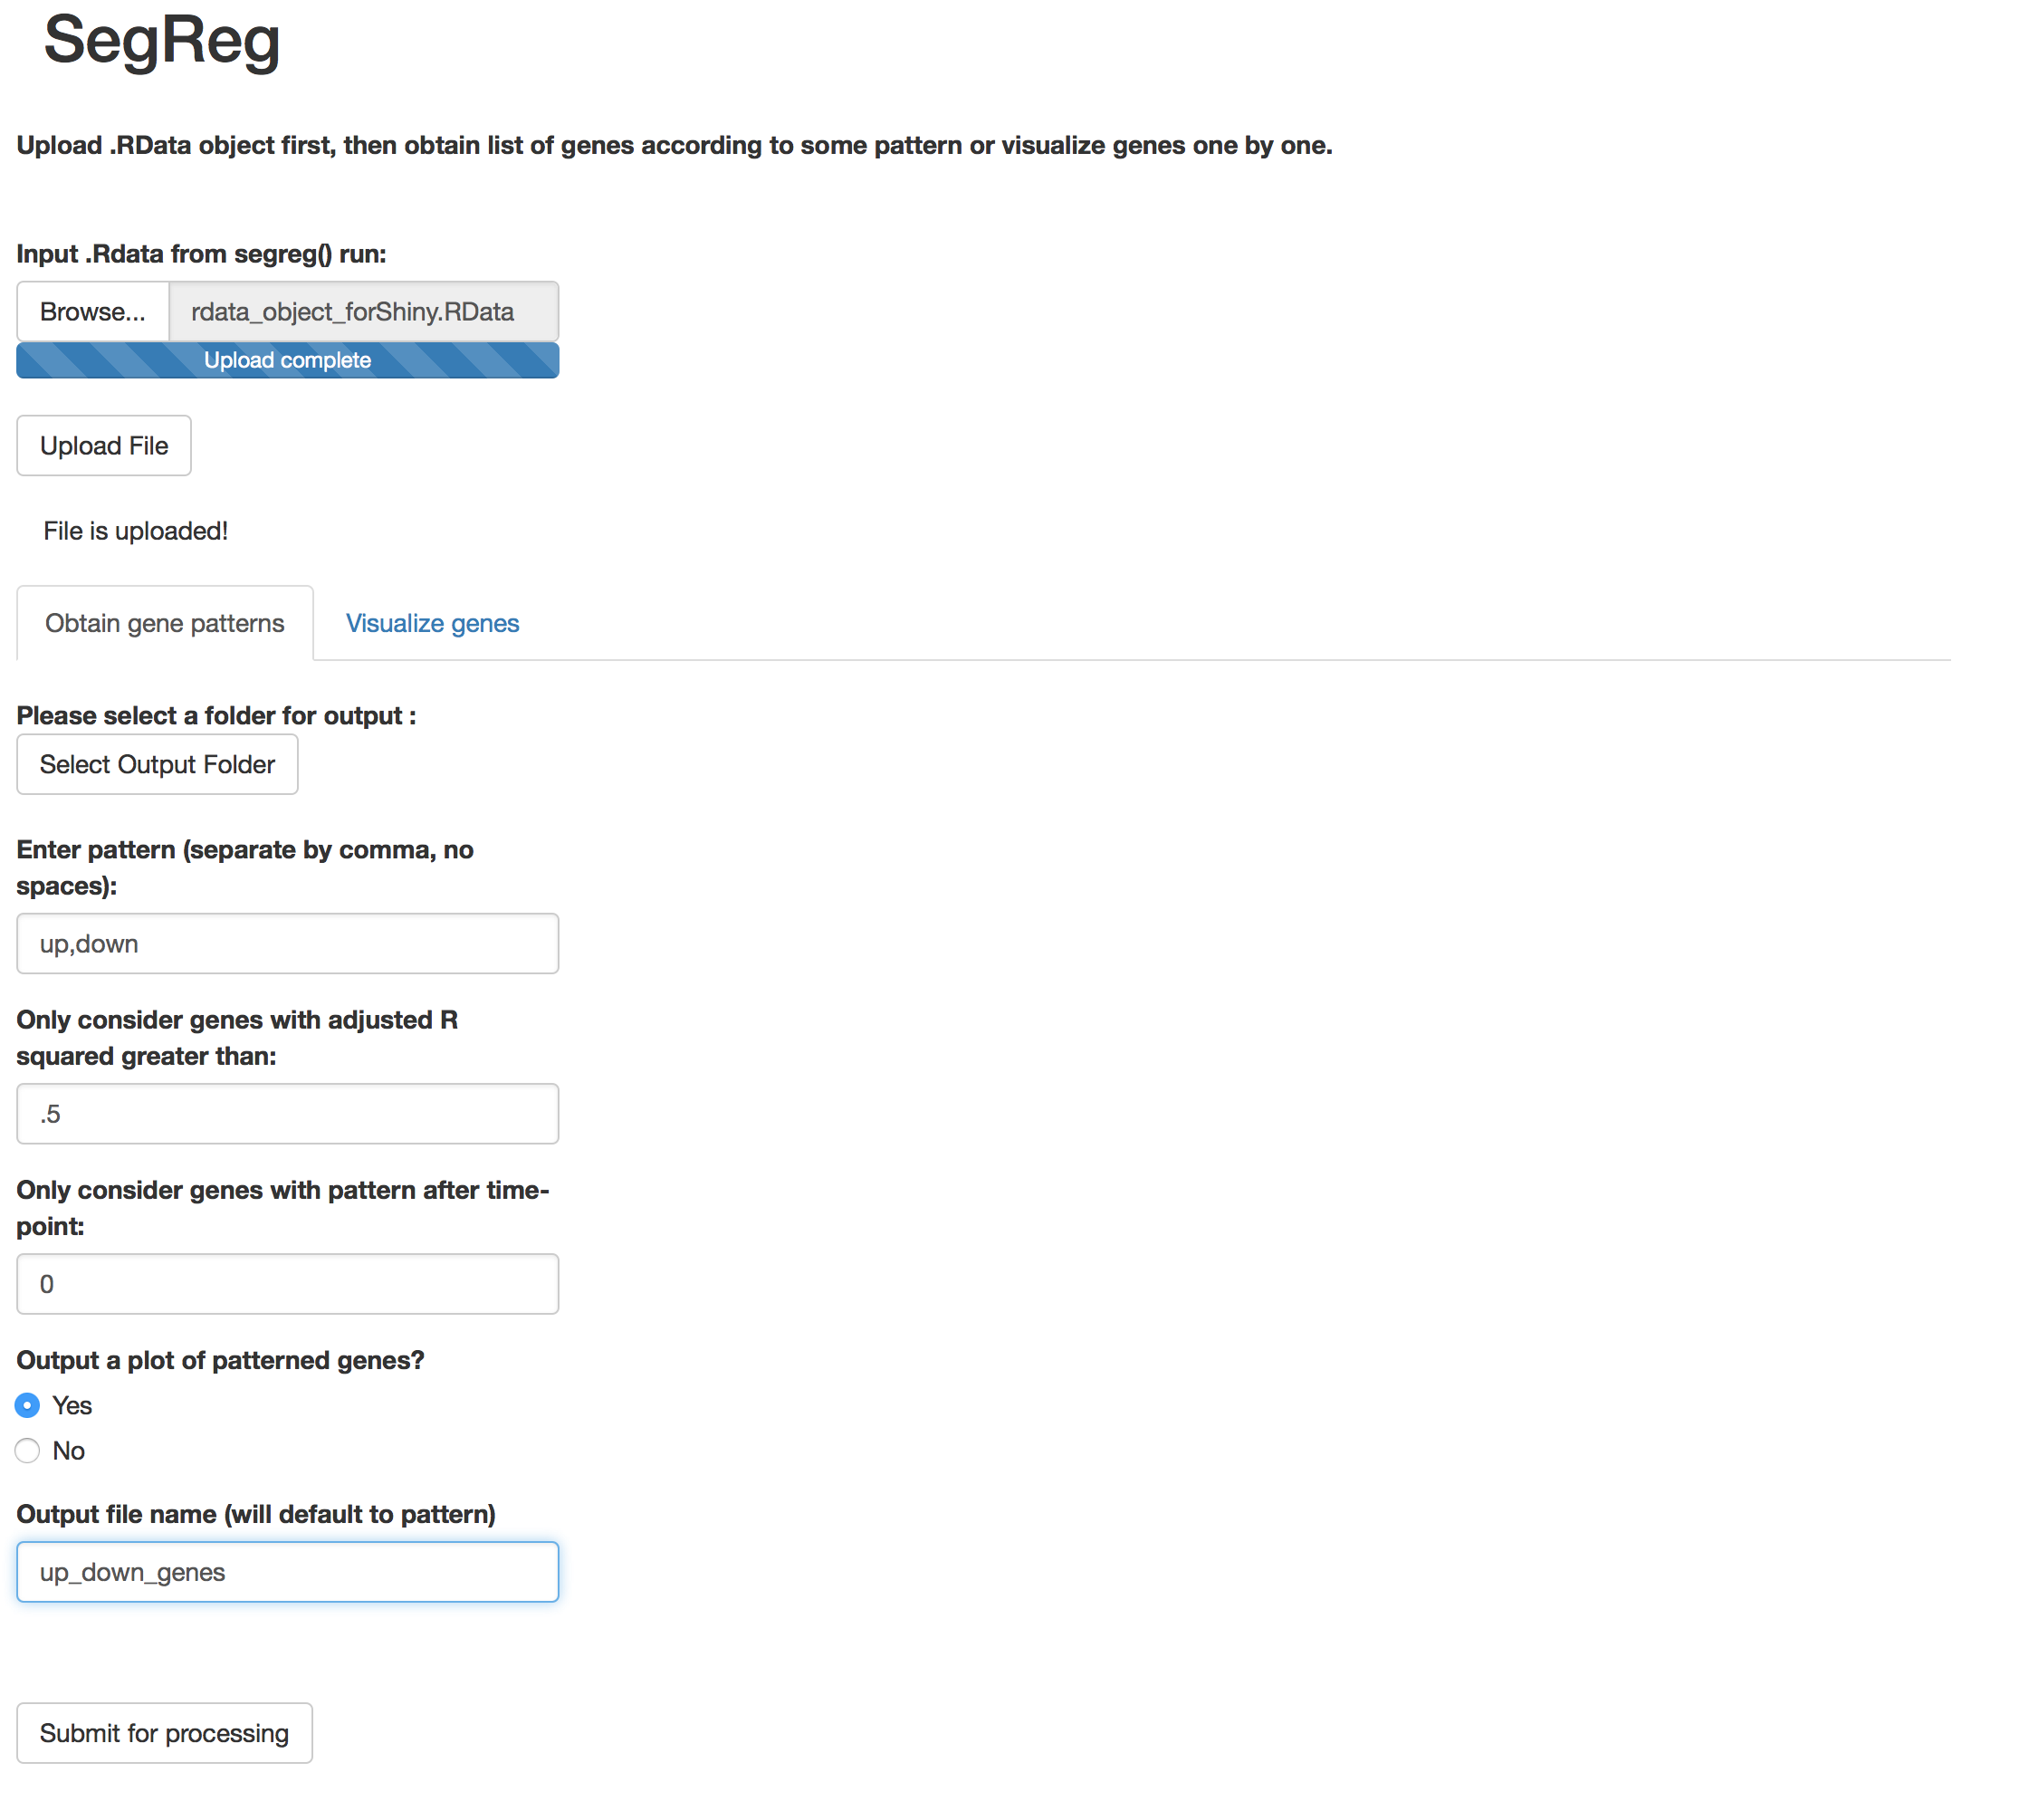 SegReg
Upload .RData object first, then obtain list of genes according to some pattern or visualize genes one by one.
Input .Rdata from segreg() run:
Browse... rdata_object_forShiny.RData
Upload complete
Upload File
File is uploaded!
Obtain gene patterns Visualize genes
Please select a folder for output :
Select Output Folder
Enter pattern (separate by comma, no
spaces):
up,down
Only consider genes with adjusted R
squared greater than:
.5
Only consider genes with pattern after time-
point:
0
Output a plot of patterned genes?
Yes
No
Output file name (will default to pattern)
up_down_genes
Submit for processing